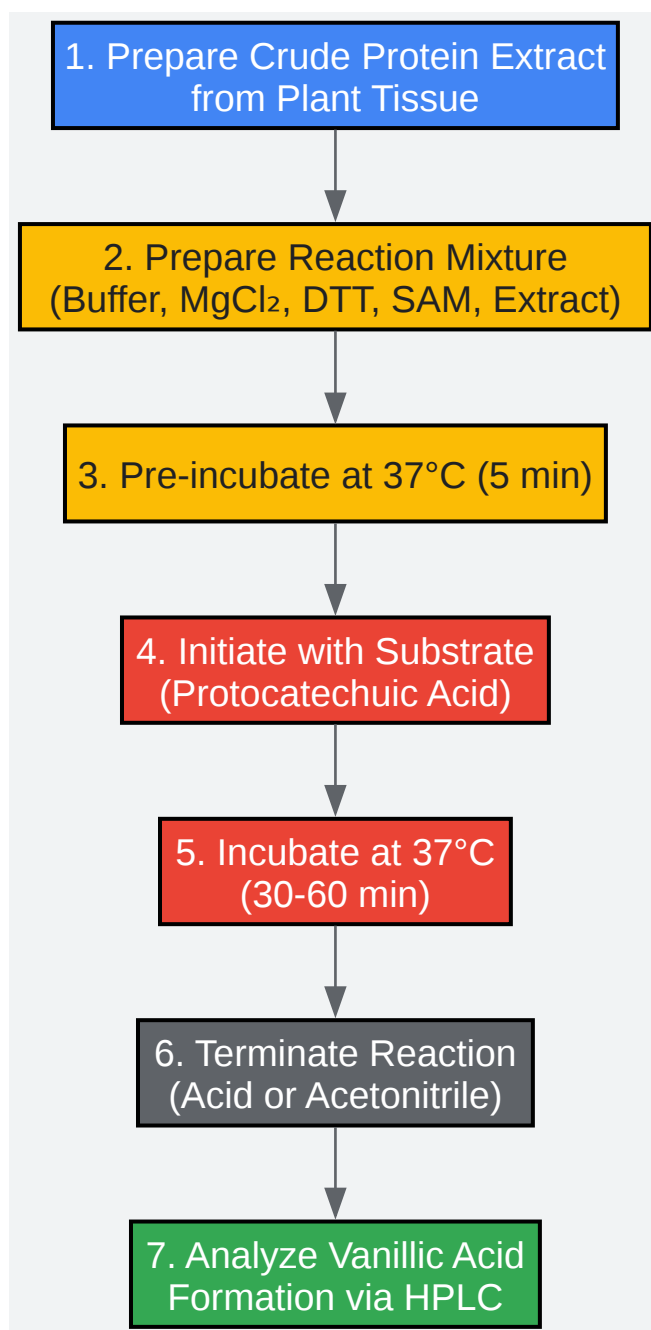 1. Prepare Crude Protein Extract
from Plant Tissue
2. Prepare Reaction Mixture
(Buffer, MgCl₂, DTT, SAM, Extract)
3. Pre-incubate at 37°C (5 min)
4. Initiate with Substrate
(Protocatechuic Acid)
5. Incubate at 37°C
(30-60 min)
6. Terminate Reaction
(Acid or Acetonitrile)
7. Analyze Vanillic Acid
Formation via HPLC